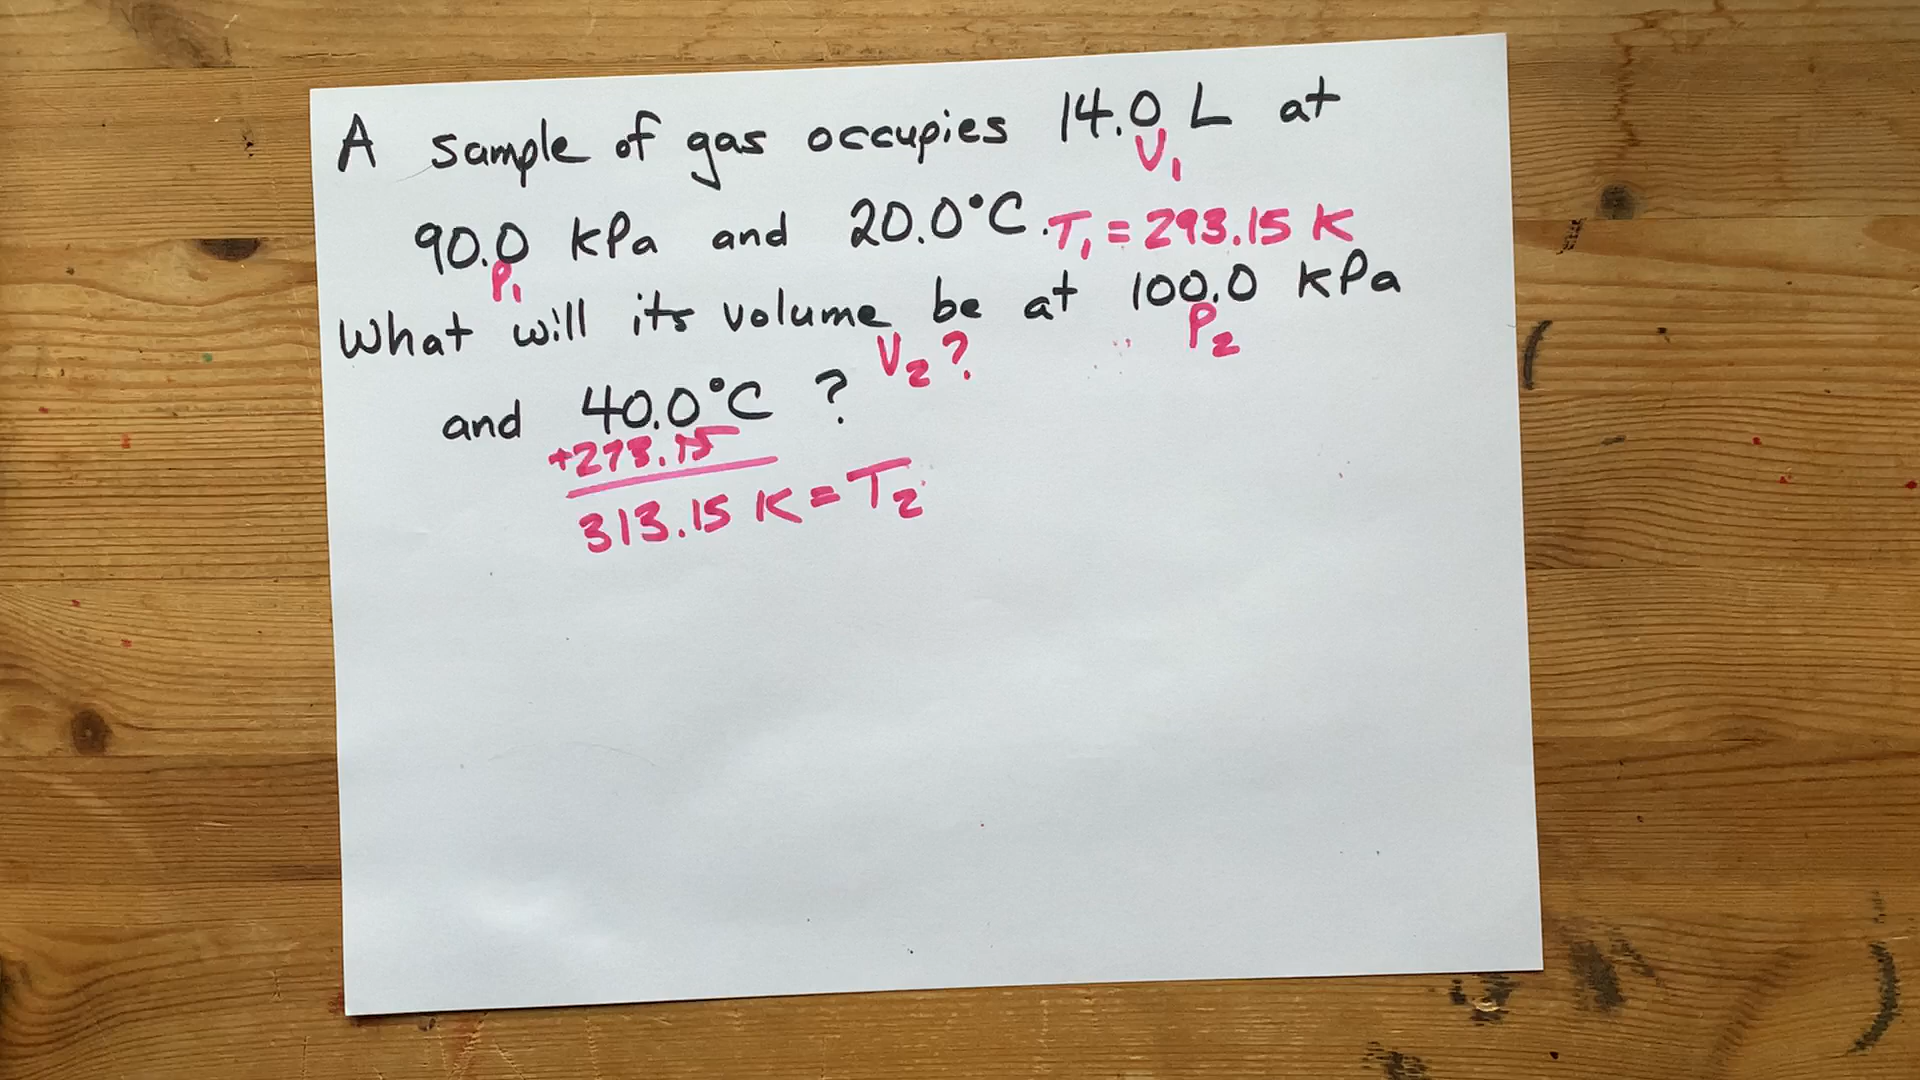 A sample of gas occupies 14.0 L at
V₁
90.0 kPa and 20.0°C. T₁ = 293.15 K
P₁
What will its volume be at 100.0 kPa
V₂? P₂
and 40.0°C ?
+273.15
313.15 K = T₂